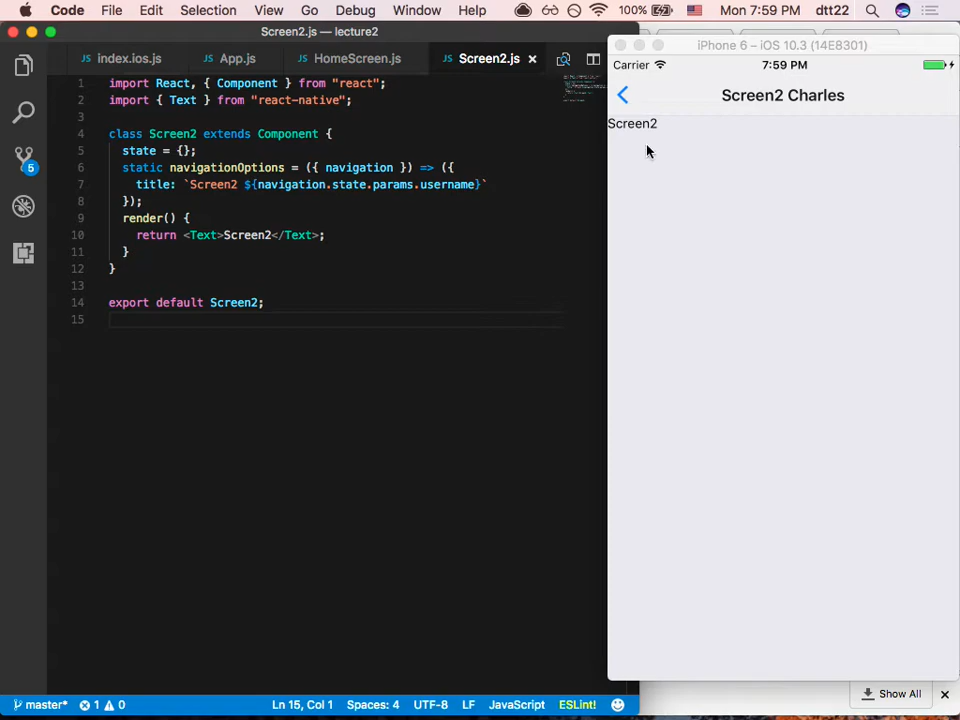 Code File Edit Selection View Go Debug Window Help 100% Mon 7:59 PM dtt22
Screen2.js — lecture2
JS index.ios.js JS App.js JS HomeScreen.js JS Screen2.js
1 import React, { Component } from "react";
2 import { Text } from "react-native";
3
4 class Screen2 extends Component {
5 state = {};
6 static navigationOptions = ({ navigation }) => ({
7 title: `Screen2 ${navigation.state.params.username}`
8 });
9 render() {
10 return <Text>Screen2</Text>;
11 }
12 }
13
14 export default Screen2;
15
5
master* 1 0 Ln 15, Col 1 Spaces: 4 UTF-8 LF JavaScript ESLint!
iPhone 6 – iOS 10.3 (14E8301)
Carrier 7:59 PM
Screen2 Charles
Screen2
Show All